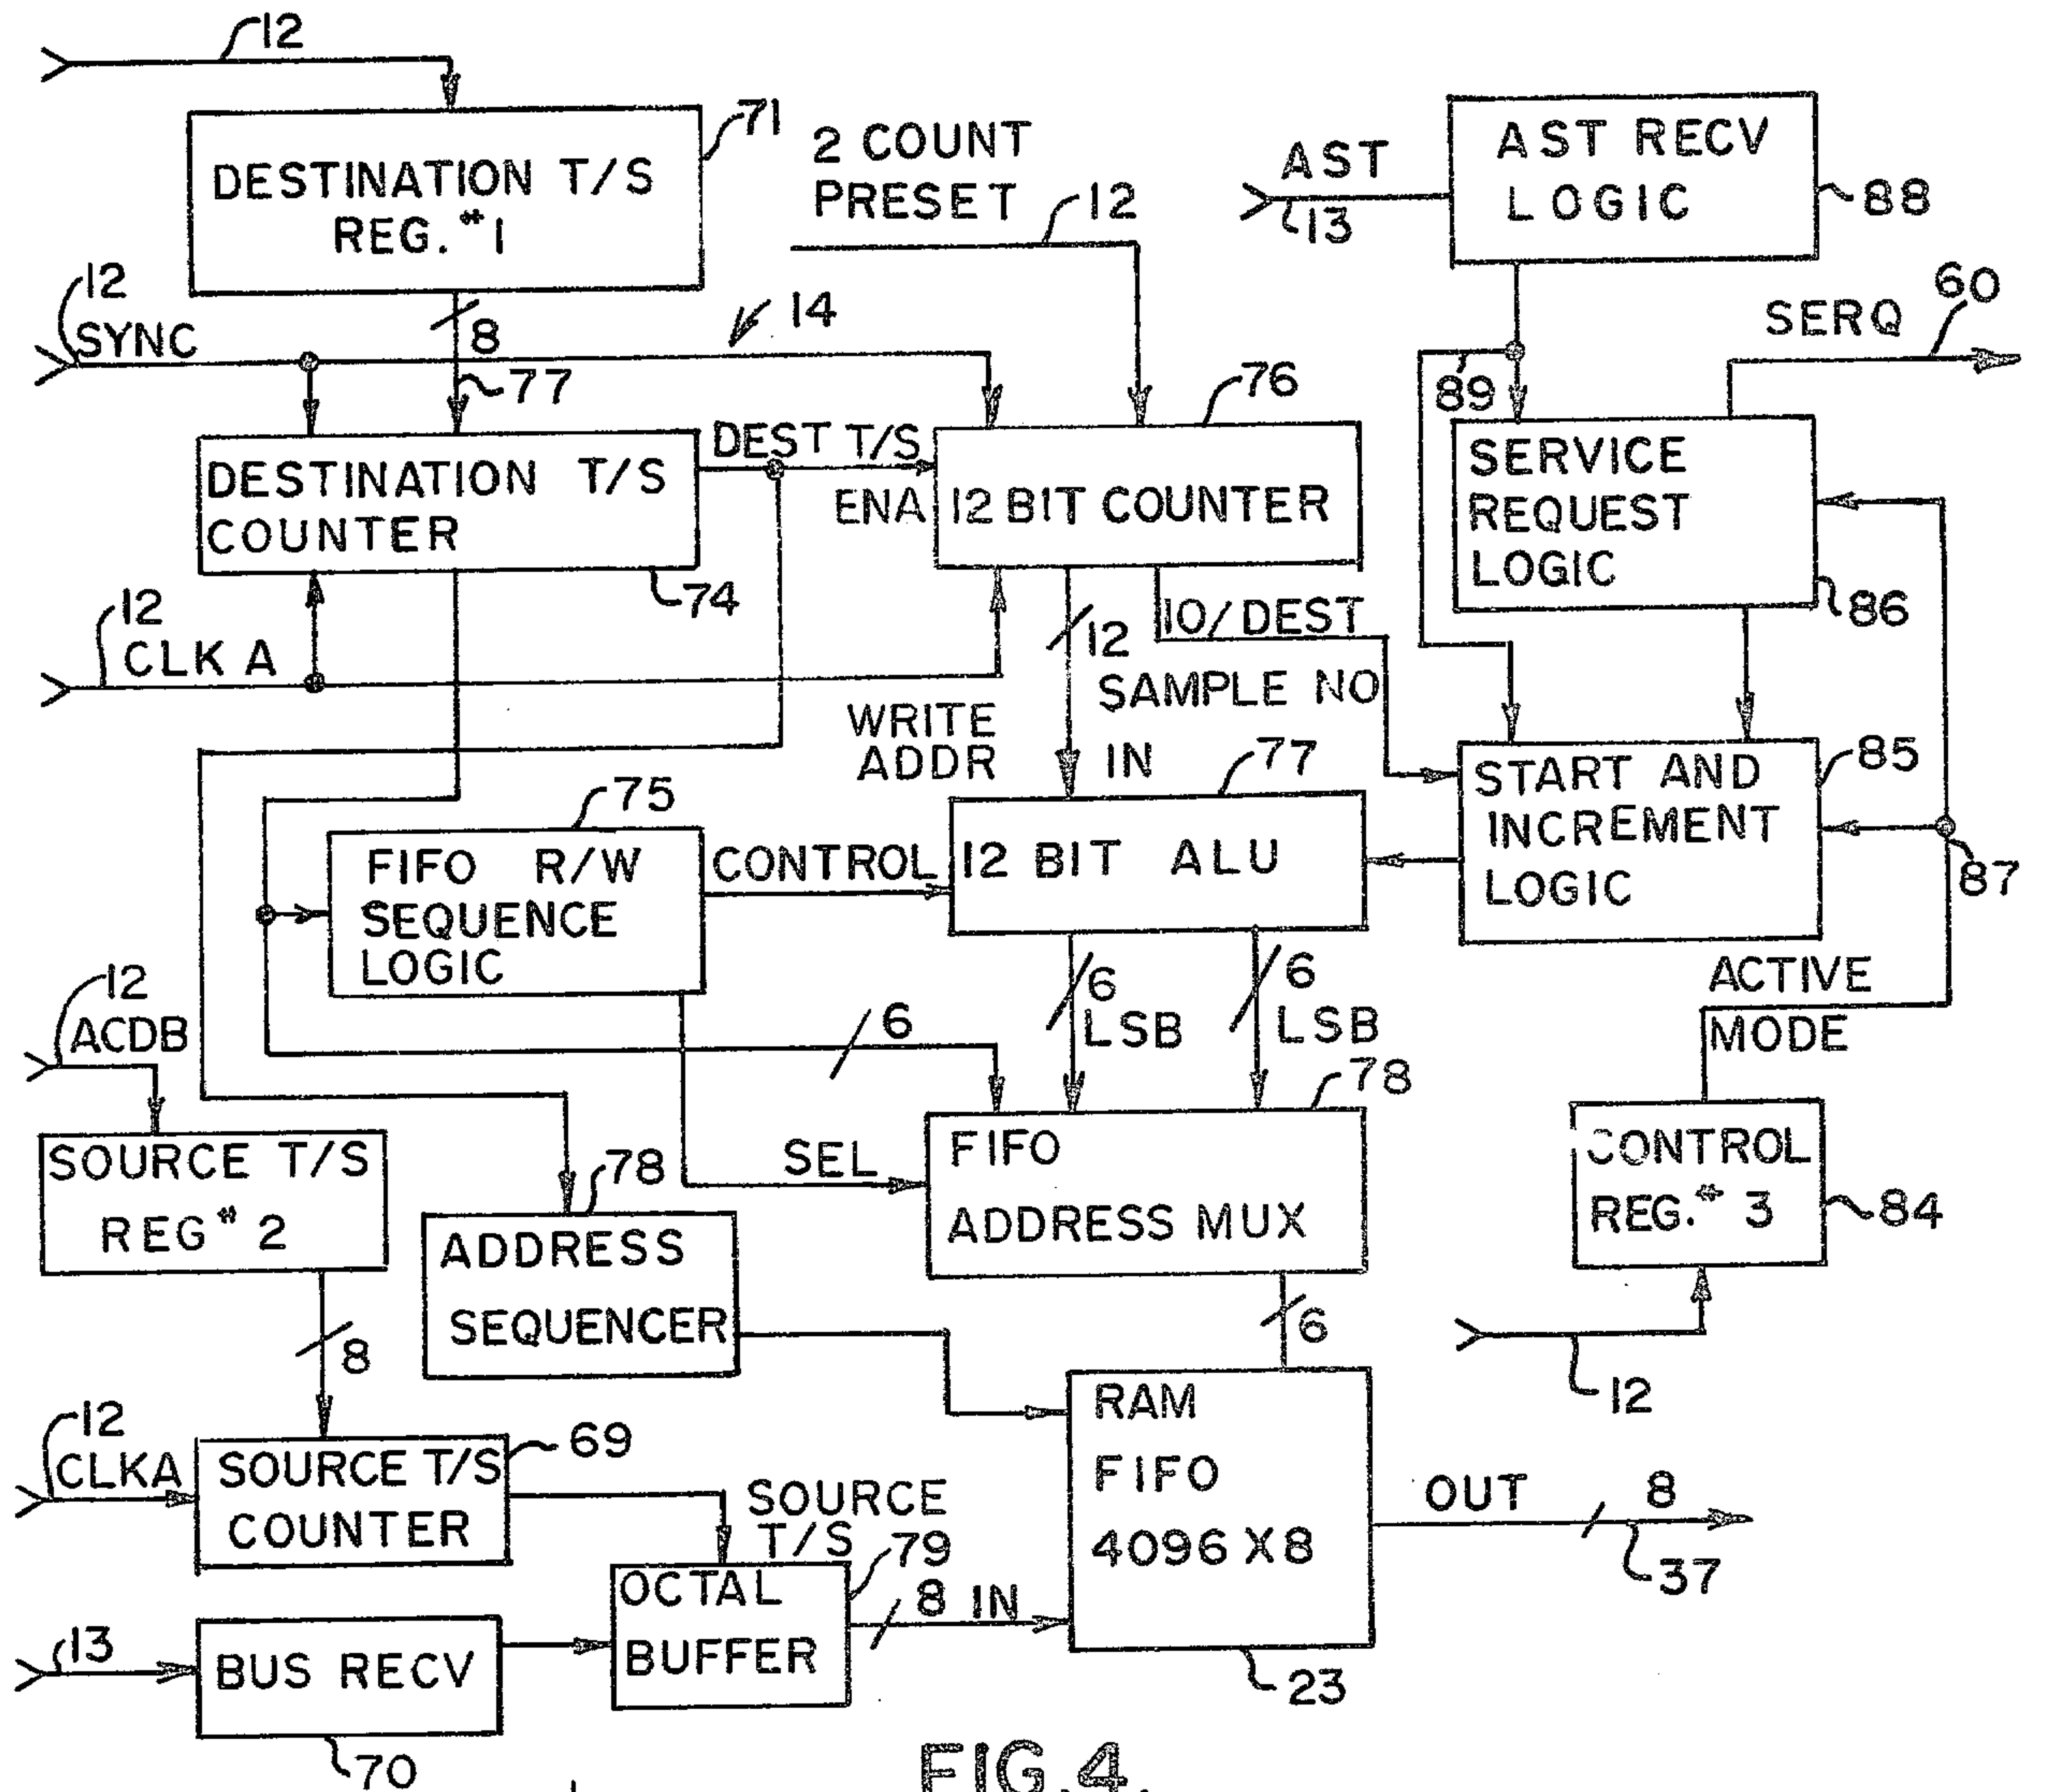 12
DESTINATION T/S
REG. #1
71
2 COUNT
PRESET
12
AST
13
AST RECV
LOGIC
88
12
SYNC
8
77
14
76
89
SERQ
60
DESTINATION T/S
COUNTER
74
DEST T/S
ENA
12 BIT COUNTER
SERVICE
REQUEST
LOGIC
86
12
CLK A
12
10/DEST
SAMPLE NO
WRITE
ADDR
IN
77
75
FIFO R/W
SEQUENCE
LOGIC
CONTROL
12 BIT ALU
START AND
INCREMENT
LOGIC
85
87
12
ACDB
6
6
LSB
6
LSB
ACTIVE
MODE
78
SOURCE T/S
REG # 2
78
SEL
FIFO
ADDRESS MUX
CONTROL
REG. # 3
84
ADDRESS
SEQUENCER
8
6
12
12
CLKA
SOURCE T/S
COUNTER
69
SOURCE
T/S
RAM
FIFO
4096 X8
OUT
8
37
OCTAL
BUFFER
79
8 IN
13
BUS RECV
70
23
FIG.4.